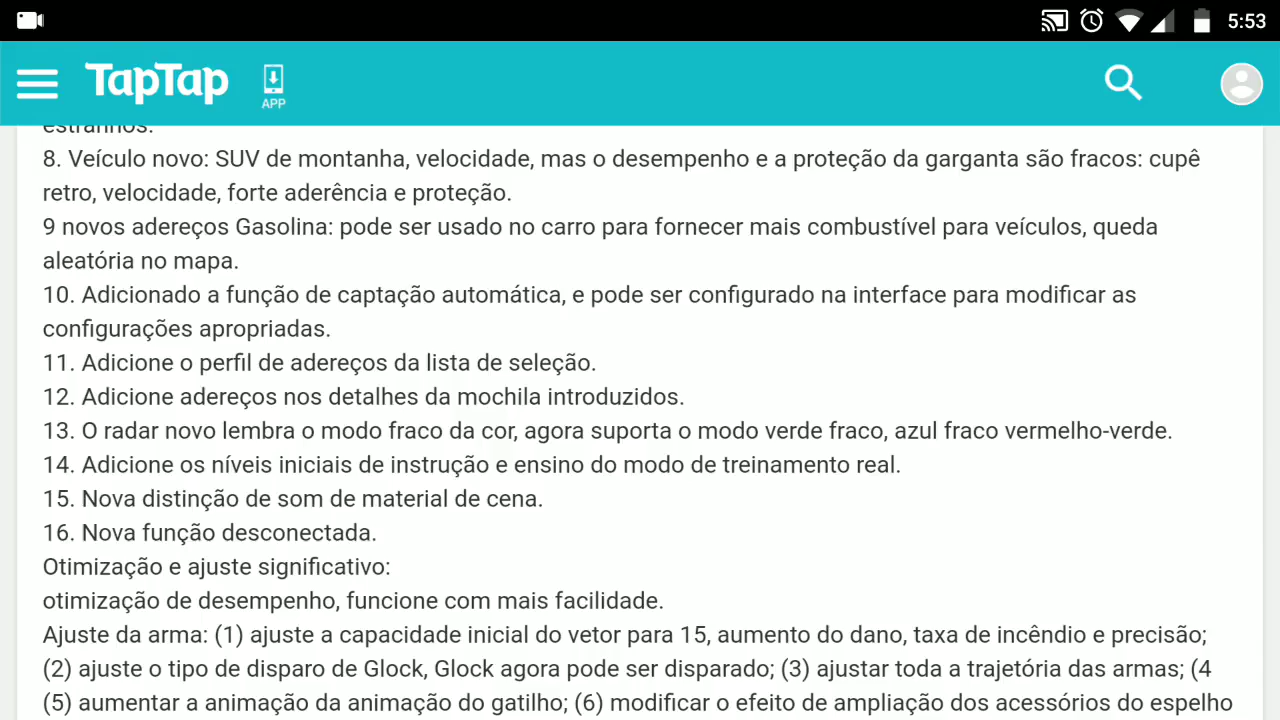 5:53
TapTap
APP
estranhos.
8. Veículo novo: SUV de montanha, velocidade, mas o desempenho e a proteção da garganta são fracos: cupê
retro, velocidade, forte aderência e proteção.
9 novos adereços Gasolina: pode ser usado no carro para fornecer mais combustível para veículos, queda
aleatória no mapa.
10. Adicionado a função de captação automática, e pode ser configurado na interface para modificar as
configurações apropriadas.
11. Adicione o perfil de adereços da lista de seleção.
12. Adicione adereços nos detalhes da mochila introduzidos.
13. O radar novo lembra o modo fraco da cor, agora suporta o modo verde fraco, azul fraco vermelho-verde.
14. Adicione os níveis iniciais de instrução e ensino do modo de treinamento real.
15. Nova distinção de som de material de cena.
16. Nova função desconectada.
Otimização e ajuste significativo:
otimização de desempenho, funcione com mais facilidade.
Ajuste da arma: (1) ajuste a capacidade inicial do vetor para 15, aumento do dano, taxa de incêndio e precisão;
(2) ajuste o tipo de disparo de Glock, Glock agora pode ser disparado; (3) ajustar toda a trajetória das armas; (4
(5) aumentar a animação da animação do gatilho; (6) modificar o efeito de ampliação dos acessórios do espelho